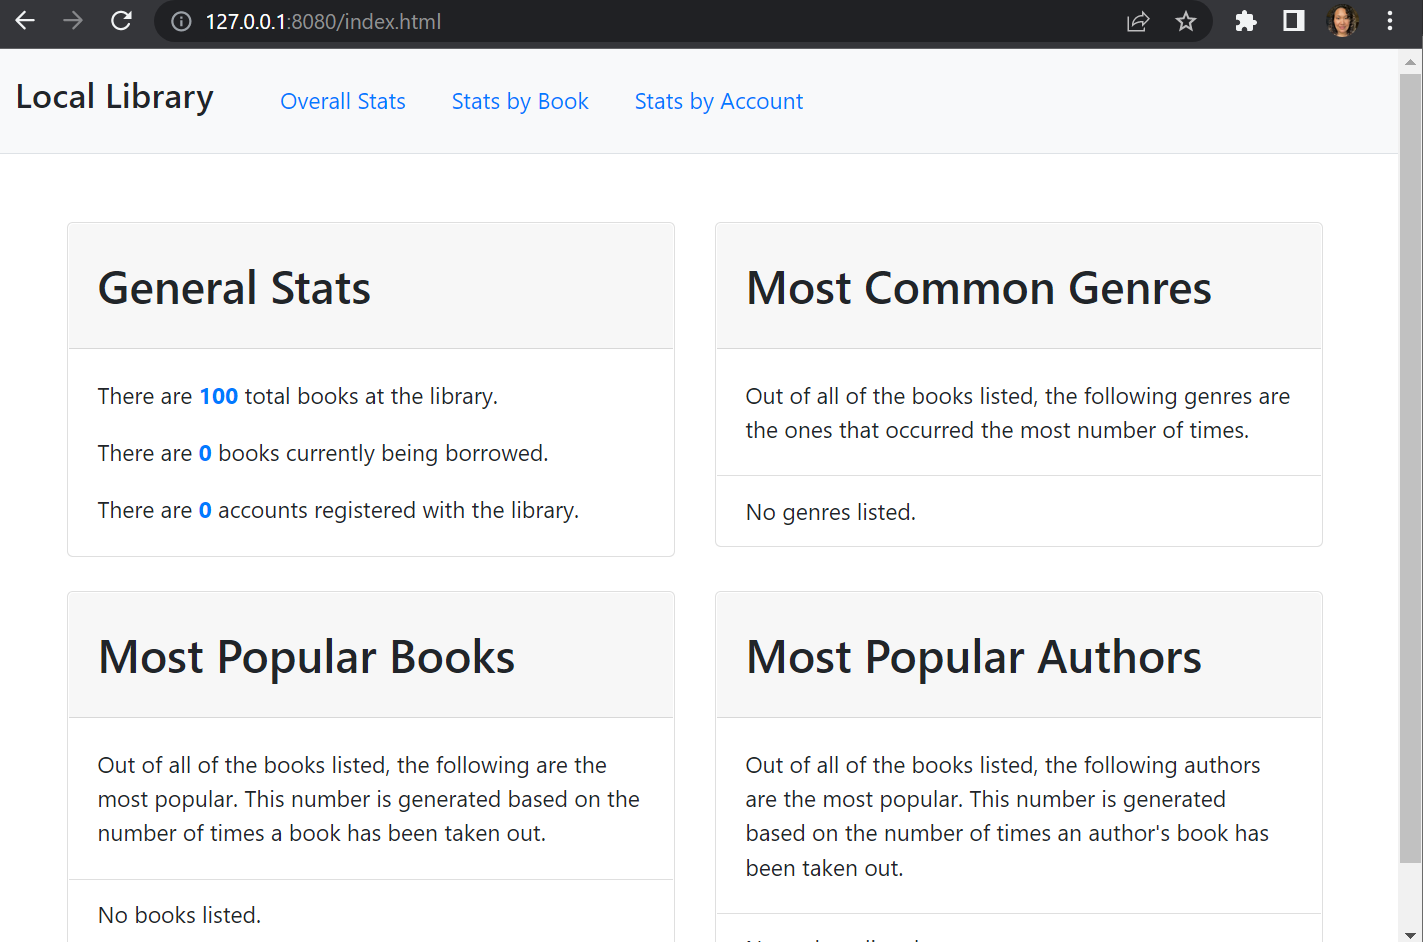 127.0.0.1:8080/index.html
Local Library
Overall Stats
Stats by Book
Stats by Account
General Stats
There are 100 total books at the library.
There are 0 books currently being borrowed.
There are 0 accounts registered with the library.
Most Common Genres
Out of all of the books listed, the following genres are
the ones that occurred the most number of times.
No genres listed.
Most Popular Books
Out of all of the books listed, the following are the
most popular. This number is generated based on the
number of times a book has been taken out.
No books listed.
Most Popular Authors
Out of all of the books listed, the following authors
are the most popular. This number is generated
based on the number of times an author's book has
been taken out.